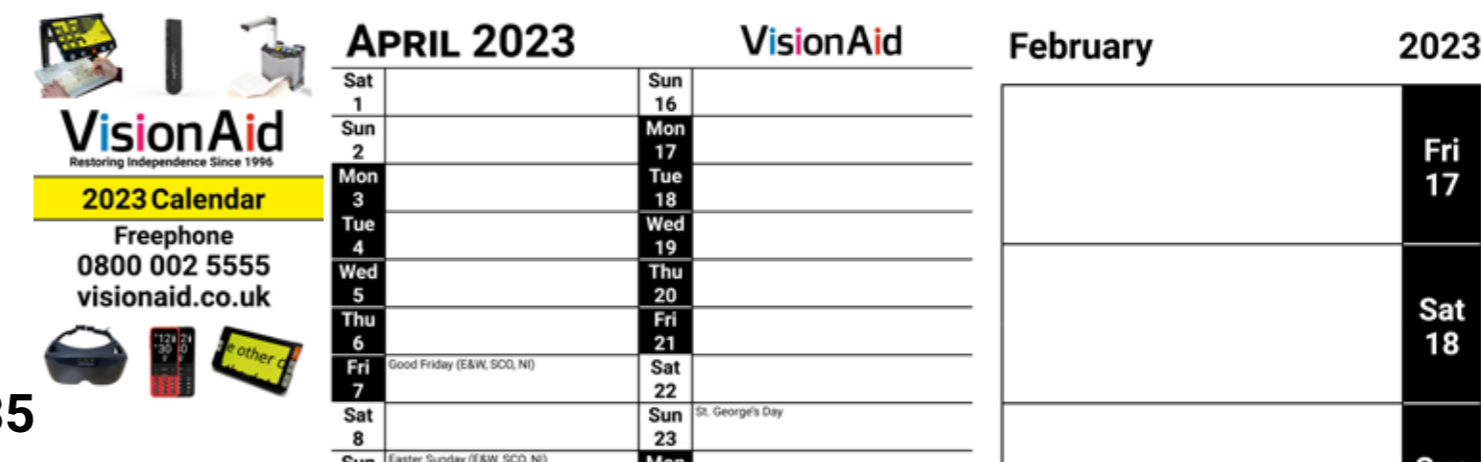 VisionAid
Restoring Independence Since 1996
2023 Calendar
Freephone
0800 002 5555
visionaid.co.uk
e other
April 2023
VisionAid
Sat
1
Sun
2
Mon
3
Tue
4
Wed
5
Thu
6
Fri
7
Good Friday (E&W, SCO, NI)
Sat
8
Sun
Easter Sunday (E&W, SCO, NI)
Sun
16
Mon
17
Tue
18
Wed
19
Thu
20
Fri
21
Sat
22
Sun
23
St. George's Day
Mon
February 2023
Fri
17
Sat
18